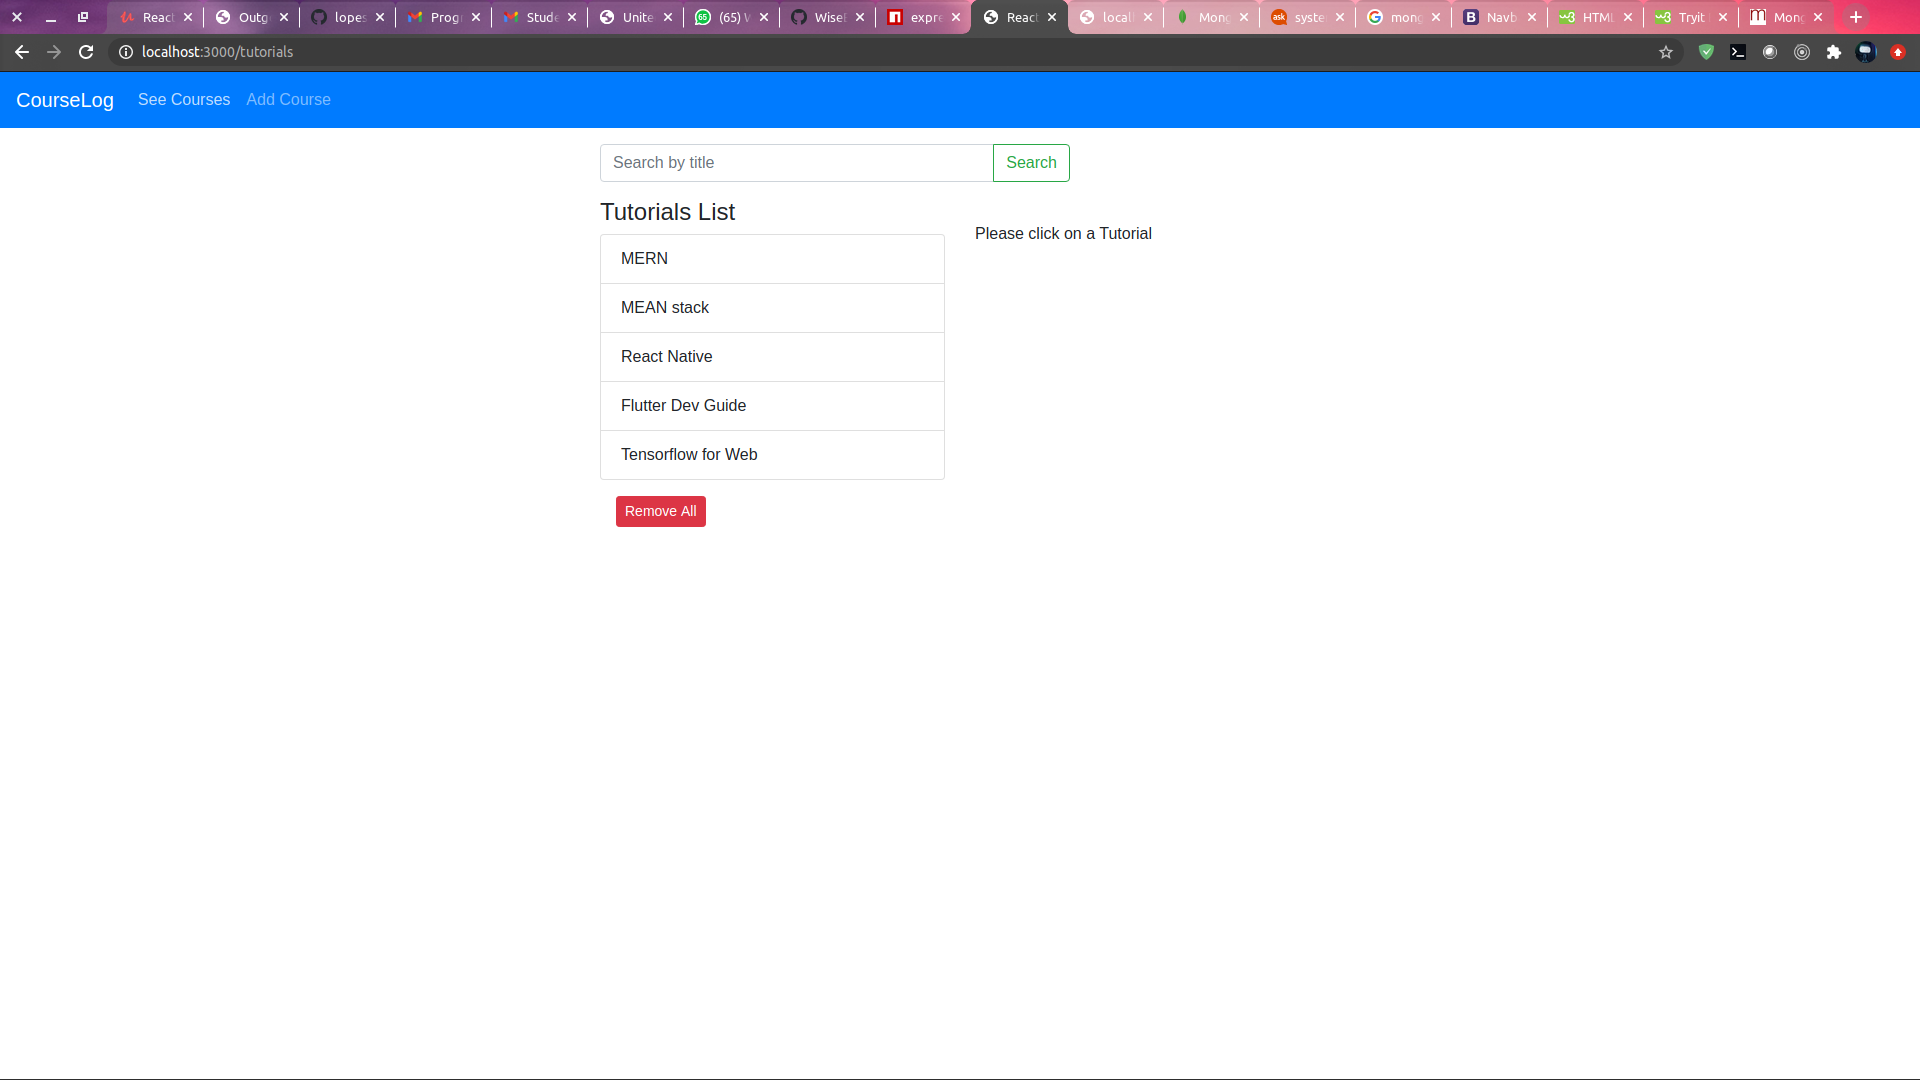 React Outg lopes Prog Stude Unite (65) W WiseE expre React local Mong syste mong Navb HTML Tryit Mong
localhost:3000/tutorials
CourseLog See Courses Add Course
Search by title Search
Tutorials List
Please click on a Tutorial
MERN
MEAN stack
React Native
Flutter Dev Guide
Tensorflow for Web
Remove All